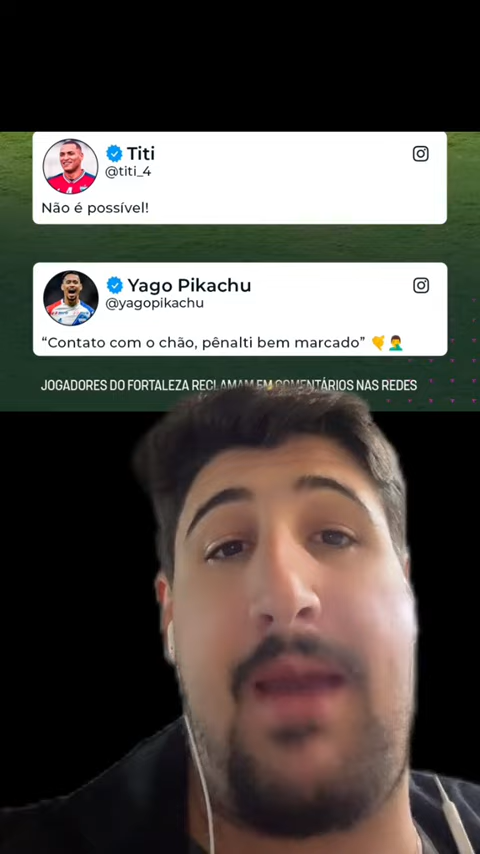 Titi
@titi_4
Não é possível!
Yago Pikachu
@yagopikachu
“Contato com o chão, pênalti bem marcado” 🤙🤦‍♂️
JOGADORES DO FORTALEZA RECLAMAM EM COMENTÁRIOS NAS REDES